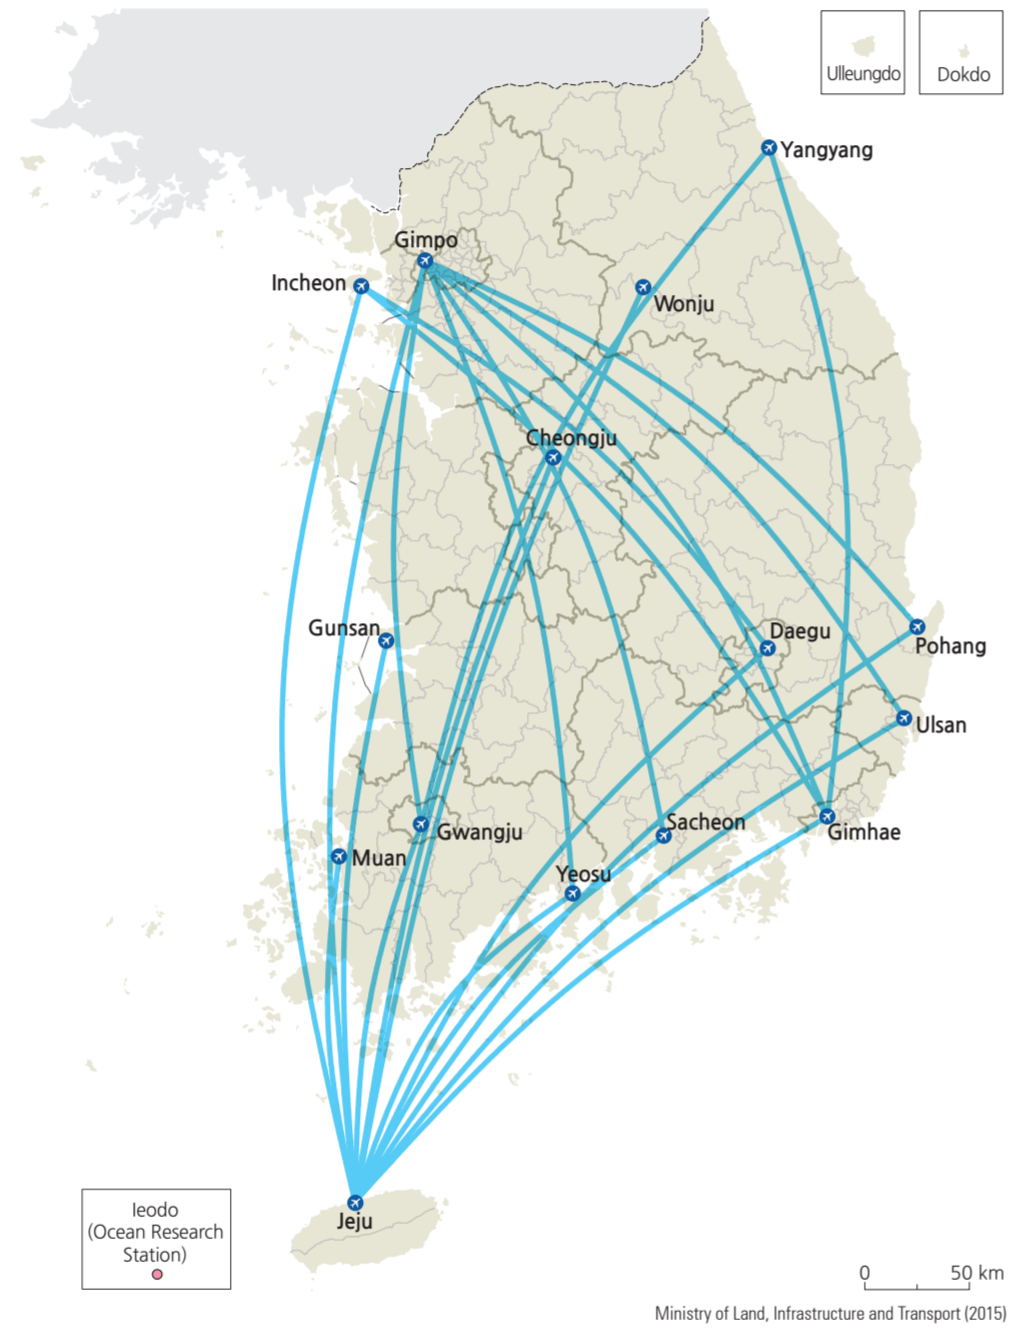 Ulleungdo
Dokdo
Yangyang
Gimpo
Incheon
Wonju
Cheongju
Gunsan
Daegu
Pohang
Ulsan
Sacheon
Gimhae
Gwangju
Muan
Yeosu
Jeju
Ieodo
(Ocean Research
Station)
0 50 km
Ministry of Land, Infrastructure and Transport (2015)